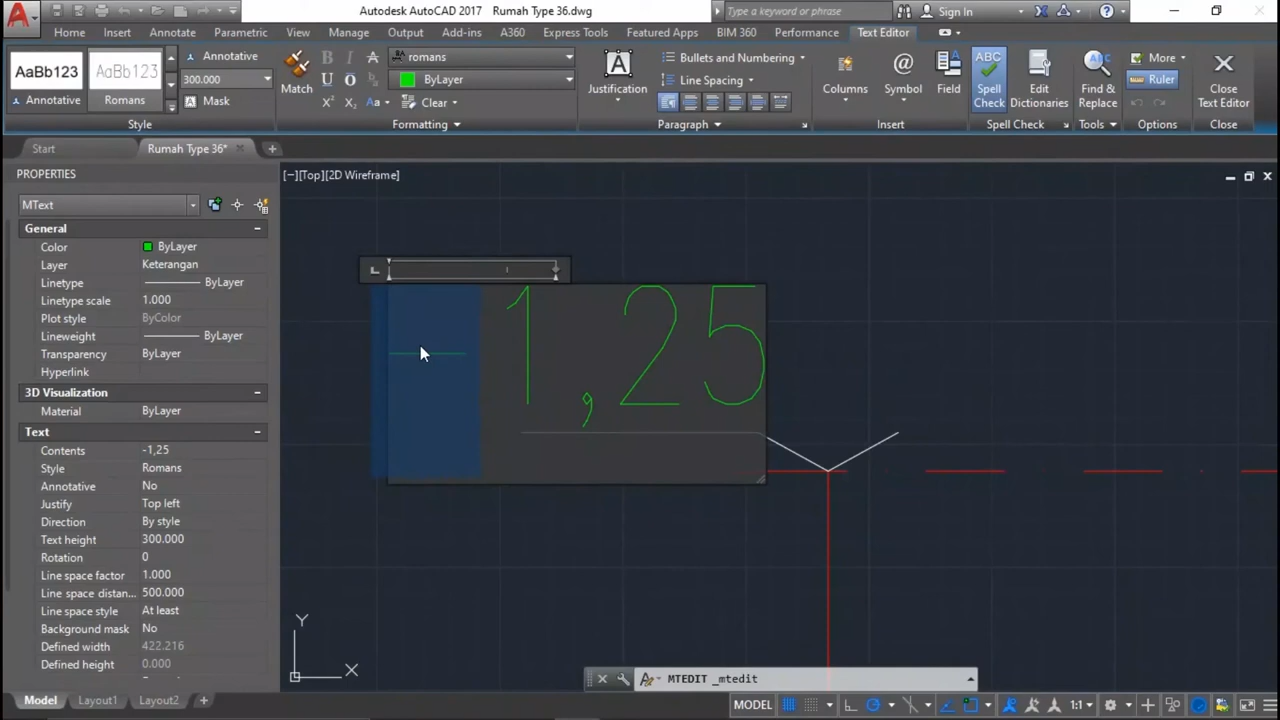 Autodesk AutoCAD 2017 Rumah Type 36.dwg
Type a keyword or phrase
Sign In
Home Insert Annotate Parametric View Manage Output Add-ins A360 Express Tools Featured Apps BIM 360 Performance Text Editor
AaBb123
Annotative
AaBb123
Romans
Annotative
300.000
Mask
Style
Match
romans
ByLayer
Clear
Formatting
Justification
Bullets and Numbering
Line Spacing
Paragraph
Columns
Symbol
Field
Insert
ABC
Spell
Check
Edit
Dictionaries
Spell Check
Find &
Replace
Tools
More
Ruler
Options
Close
Text Editor
Close
Start
Rumah Type 36*
PROPERTIES
MText
General
Color ByLayer
Layer Keterangan
Linetype ByLayer
Linetype scale 1.000
Plot style ByColor
Lineweight ByLayer
Transparency ByLayer
Hyperlink
3D Visualization
Material ByLayer
Text
Contents -1,25
Style Romans
Annotative No
Justify Top left
Direction By style
Text height 300.000
Rotation 0
Line space factor 1.000
Line space distan... 500.000
Line space style At least
Background mask No
Defined width 422.216
Defined height 0.000
[−][Top][2D Wireframe]
-1,25
Y
X
MTEDIT _mtedit
Model Layout1 Layout2
MODEL
1:1